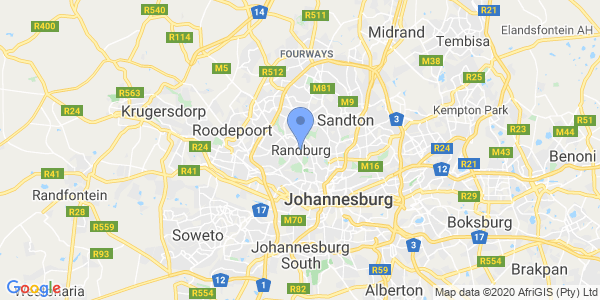 R400
R540
14
R511
R21
Elandsfontein AH
Midrand
R114
Tembisa
FOURWAYS
M5
R512
M38
R25
M81
R563
M9
R24
Krugersdorp
Sandton
3
Kempton Park
R51
Roodepoort
R23
M44
R24
Randburg
R24
M43
Benoni
R41
R41
M16
12
Randfontein
Johannesburg
R29
R28
17
M70
Boksburg
R559
Soweto
Johannesburg
South
3
17
R93
R554
12
R59
Brakpan
Google
1
R82
Alberton
R554
Map data ©2020 AfriGIS (Pty) Ltd